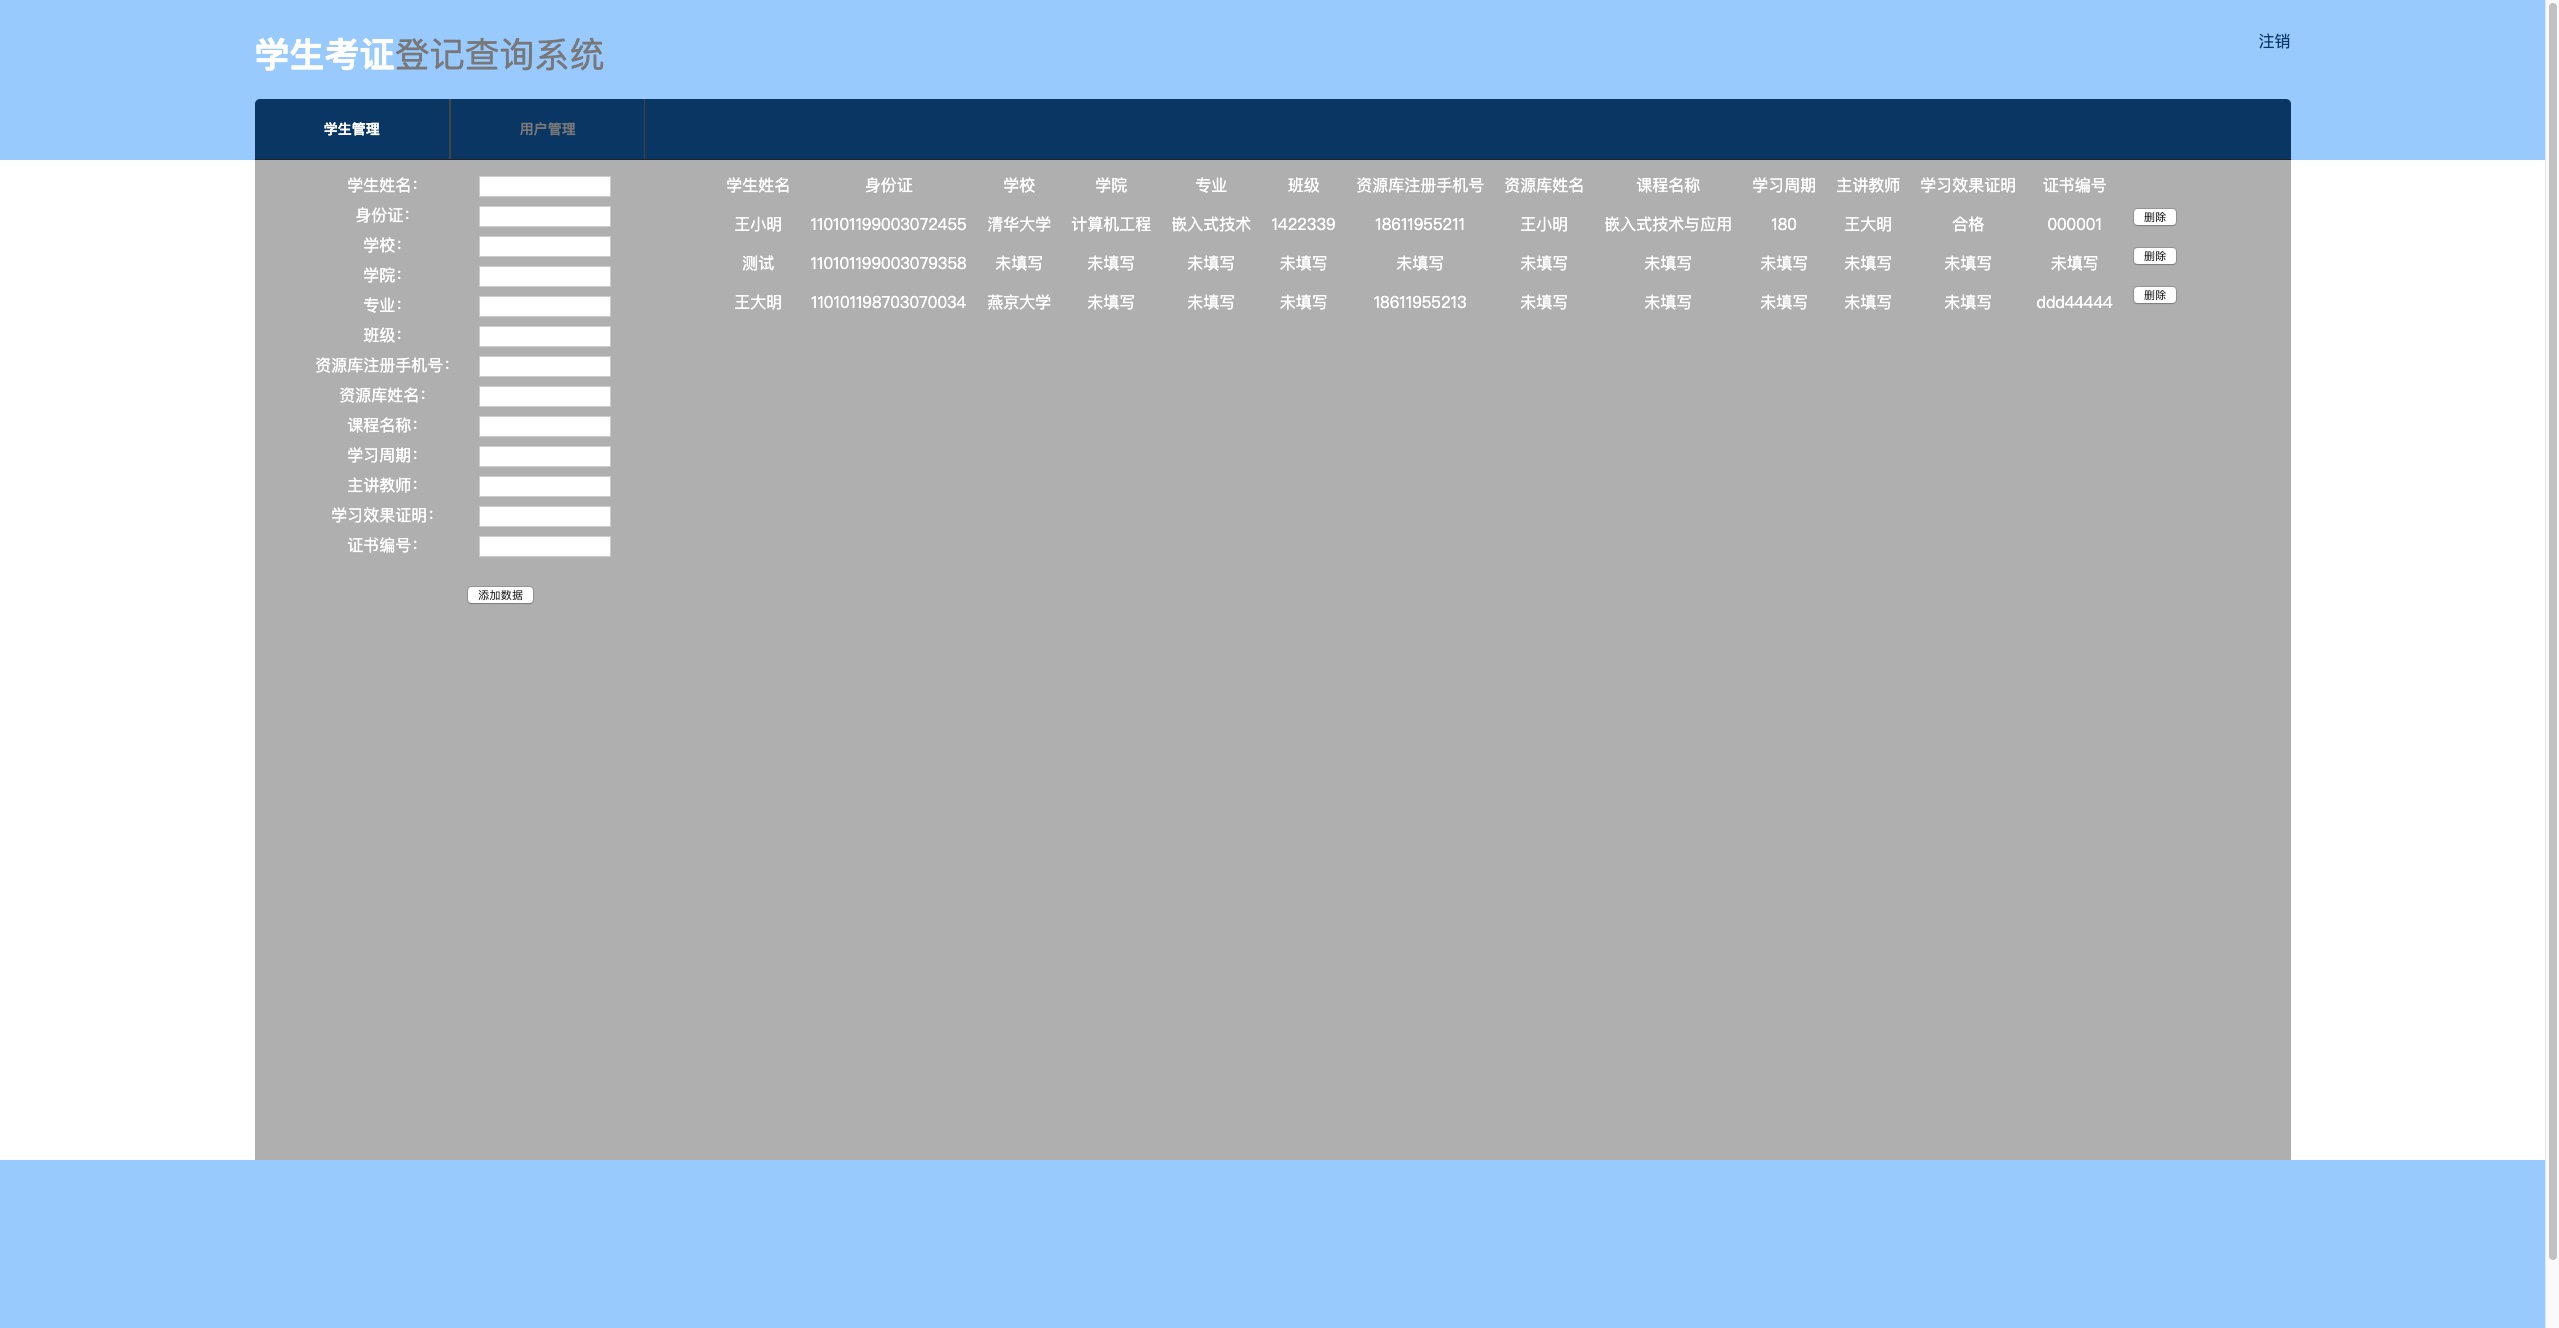 学生考证登记查询系统
注销
学生管理 用户管理
学生姓名：
身份证：
学校：
学院：
专业：
班级：
资源库注册手机号：
资源库姓名：
课程名称：
学习周期：
主讲教师：
学习效果证明：
证书编号：
添加数据
学生姓名 身份证 学校 学院 专业 班级 资源库注册手机号 资源库姓名 课程名称 学习周期 主讲教师 学习效果证明 证书编号
王小明 110101199003072455 清华大学 计算机工程 嵌入式技术 1422339 18611955211 王小明 嵌入式技术与应用 180 王大明 合格 000001 删除
测试 110101199003079358 未填写 未填写 未填写 未填写 未填写 未填写 未填写 未填写 未填写 未填写 未填写 删除
王大明 110101198703070034 燕京大学 未填写 未填写 未填写 18611955213 未填写 未填写 未填写 未填写 未填写 ddd44444 删除